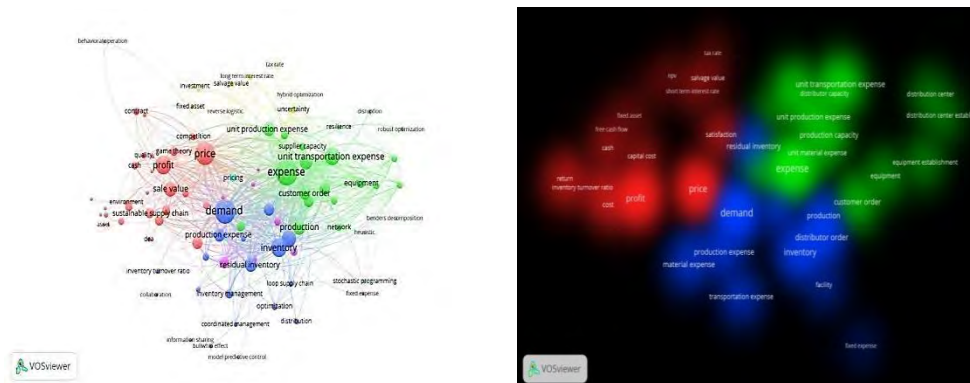 behavioral operation
tax rate
long term interest rate
investment
salvage value
hybrid optimization
contract
fixed asset
reverse logistic
uncertainty
disruption
competition
unit production expense
resilience
robust optimization
quality
game theory
price
supplier capacity
cash
profit
unit transportation expense
pricing
expense
sale value
customer order
equipment
environment
sustainable supply chain
demand
asset
production
network
benders decomposition
dea
production expense
heuristic
inventory
inventory turnover ratio
residual inventory
loop supply chain
stochastic programming
collaboration
inventory management
fixed expense
optimization
coordinated management
distribution
information sharing
bullwhip effect
model predictive control
VOSviewer
tax rate
npv
salvage value
short term interest rate
unit transportation expense
distributor capacity
distribution center
fixed asset
unit production expense
distribution center establ
free cash flow
satisfaction
production capacity
cash
residual inventory
capital cost
unit material expense
equipment establishment
expense
return
equipment
inventory turnover ratio
price
profit
cost
customer order
demand
production
distributor order
production expense
inventory
material expense
facility
transportation expense
fixed expense
VOSviewer